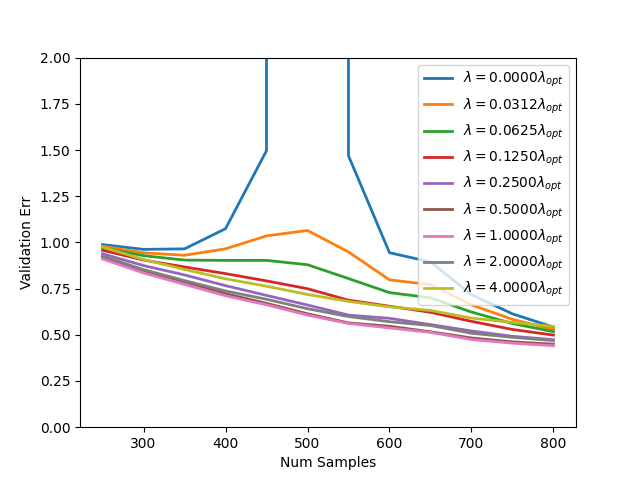 2.00
1.75
1.50
1.25
1.00
0.75
0.50
0.25
0.00
Validation Err
300 400 500 600 700 800
Num Samples
λ = 0.0000λopt
λ = 0.0312λopt
λ = 0.0625λopt
λ = 0.1250λopt
λ = 0.2500λopt
λ = 0.5000λopt
λ = 1.0000λopt
λ = 2.0000λopt
λ = 4.0000λopt